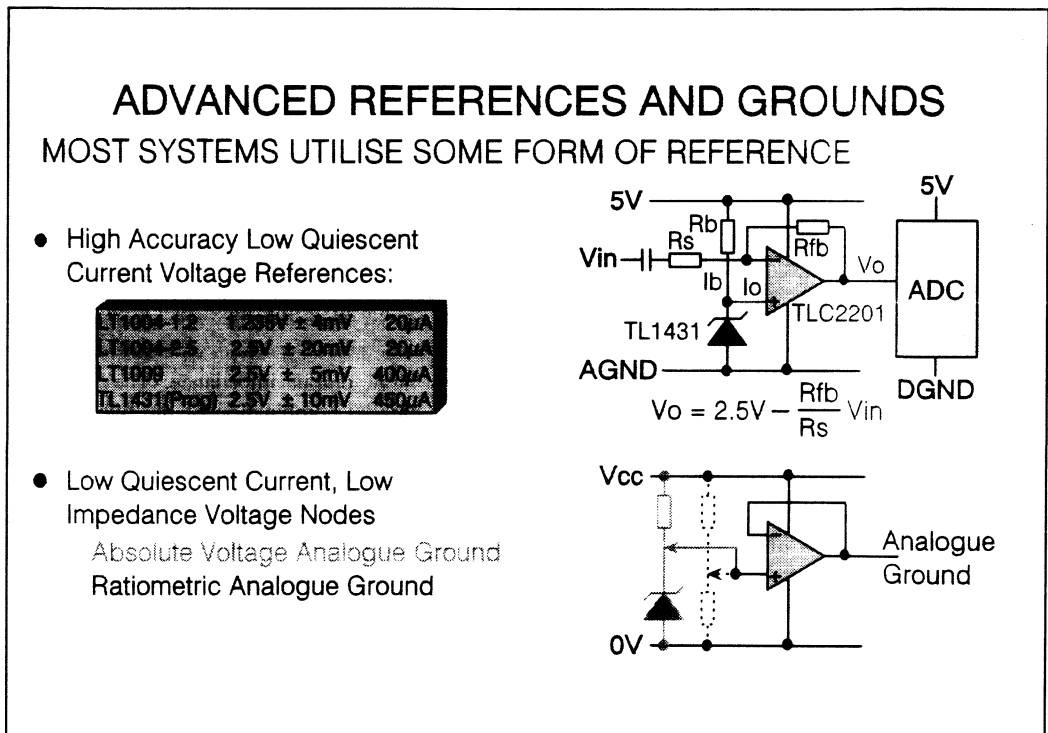 ADVANCED REFERENCES AND GROUNDS
MOST SYSTEMS UTILISE SOME FORM OF REFERENCE
● High Accuracy Low Quiescent
Current Voltage References:
LT1004-1.2 1.235V ± 4mV 20µA
LT1004-2.5 2.5V ± 20mV 20µA
LT1009 2.5V ± 5mV 400µA
TL1431(Prog) 2.5V ± 10mV 450µA
● Low Quiescent Current, Low
Impedance Voltage Nodes
Absolute Voltage Analogue Ground
Ratiometric Analogue Ground
5V
5V
Rb
Rfb
Vin
Rs
Vo
Ib
Io
ADC
TLC2201
TL1431
AGND
DGND
Vo = 2.5V − Rfb/Rs Vin
Vcc
Analogue
Ground
0V